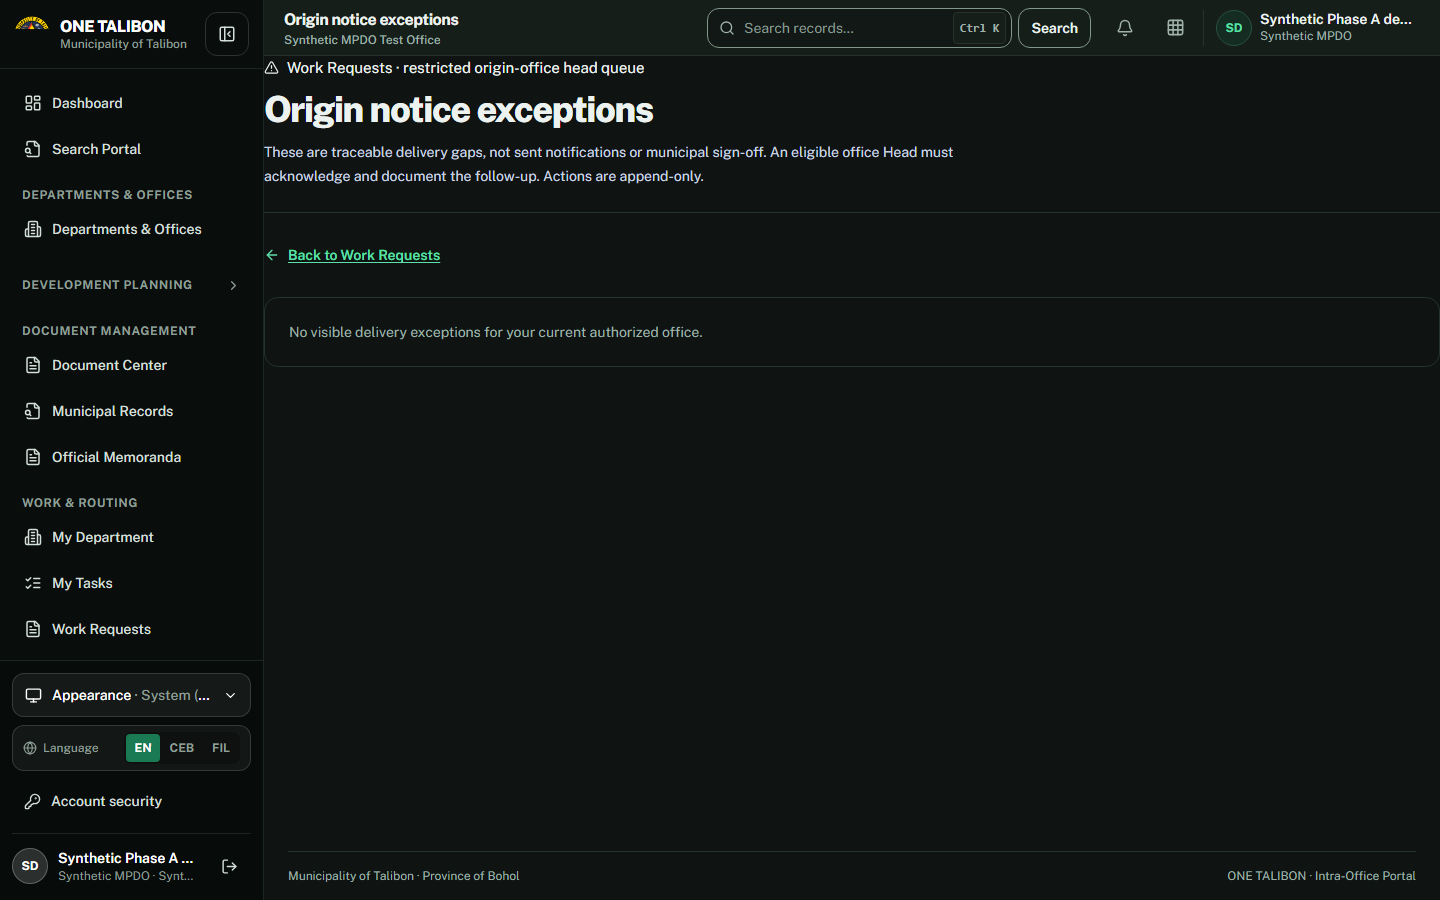 ONE TALIBON
Municipality of Talibon
Dashboard
Search Portal
DEPARTMENTS & OFFICES
Departments & Offices
DEVELOPMENT PLANNING
DOCUMENT MANAGEMENT
Document Center
Municipal Records
Official Memoranda
WORK & ROUTING
My Department
My Tasks
Work Requests
Appearance · System (...
Language EN CEB FIL
Account security
SD Synthetic Phase A ...
Synthetic MPDO · Synt...
Origin notice exceptions
Synthetic MPDO Test Office
Search records... Ctrl K Search
SD Synthetic Phase A de...
Synthetic MPDO
Work Requests · restricted origin-office head queue
Origin notice exceptions
These are traceable delivery gaps, not sent notifications or municipal sign-off. An eligible office Head must
acknowledge and document the follow-up. Actions are append-only.
Back to Work Requests
No visible delivery exceptions for your current authorized office.
Municipality of Talibon · Province of Bohol
ONE TALIBON · Intra-Office Portal